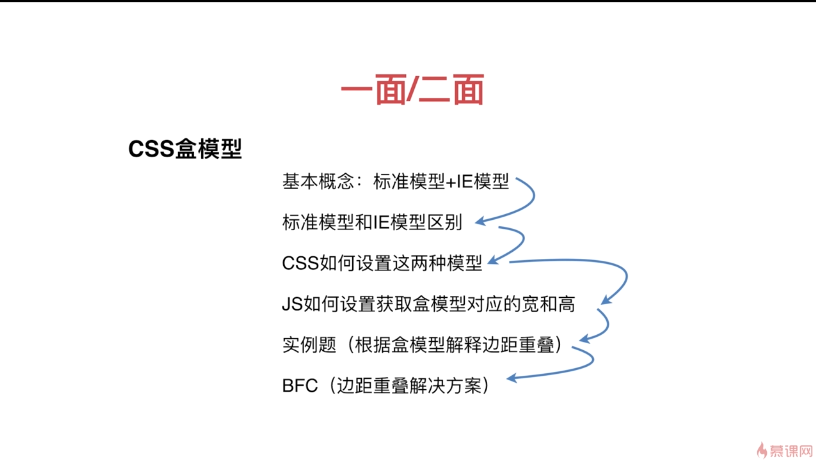 一面/二面
CSS盒模型
基本概念：标准模型+IE模型
标准模型和IE模型区别
CSS如何设置这两种模型
JS如何设置获取盒模型对应的宽和高
实例题（根据盒模型解释边距重叠）
BFC（边距重叠解决方案）
慕课网